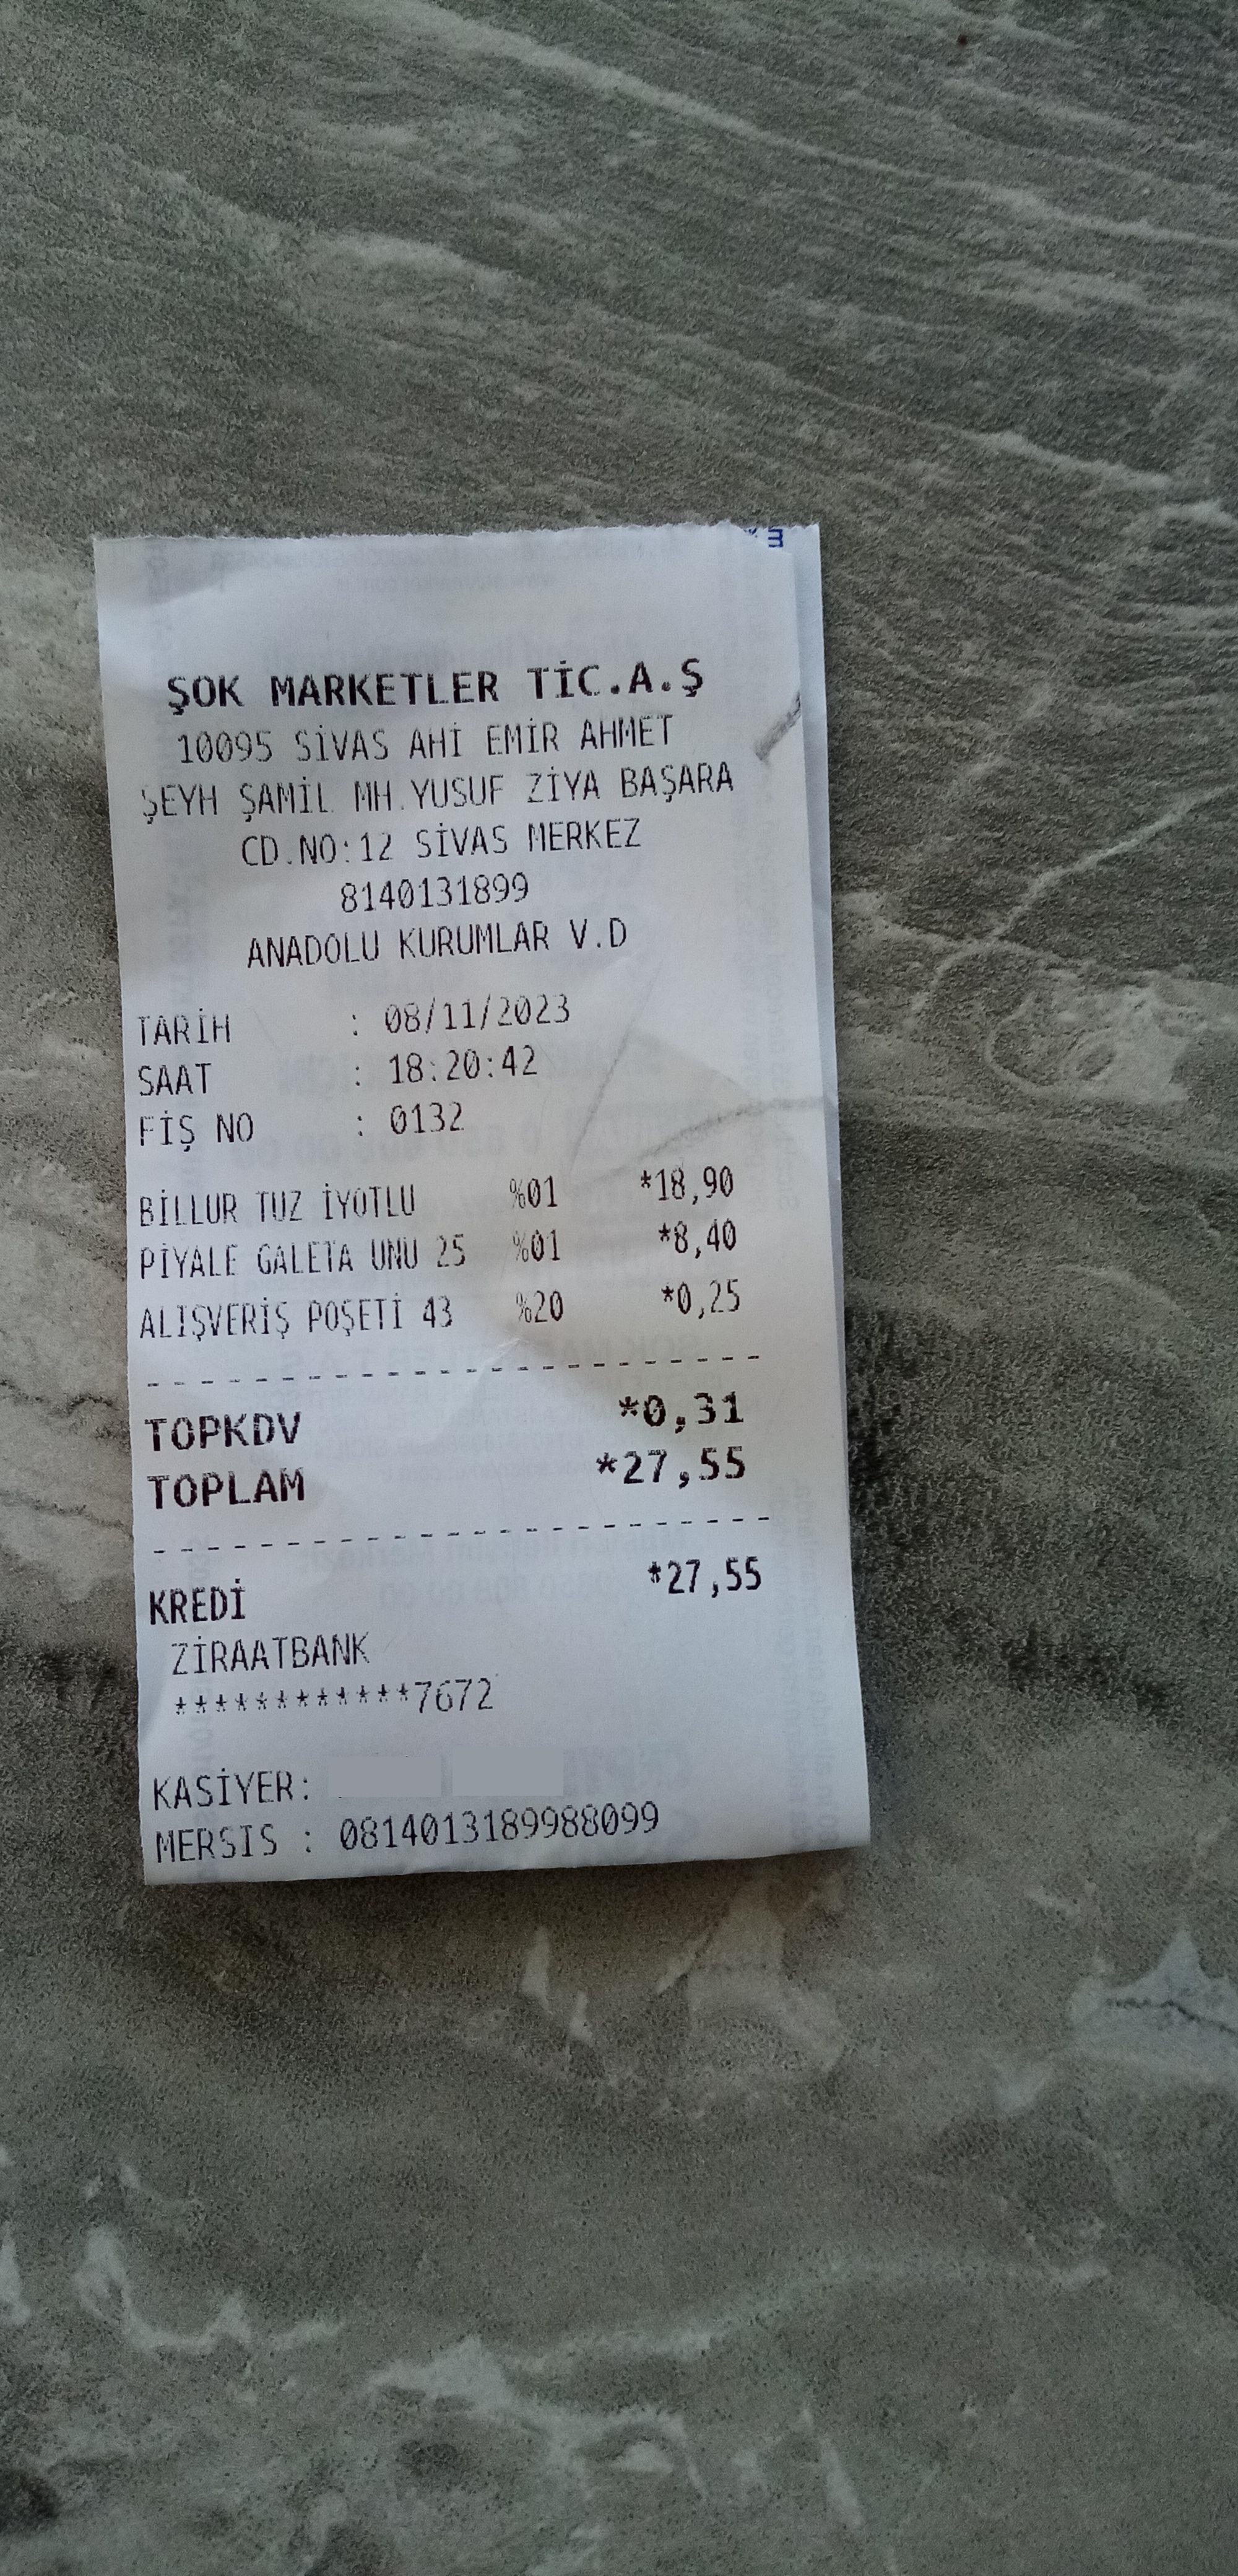 ŞOK MARKETLER TİC.A.Ş
10095 SİVAS AHİ EMİR AHMET
ŞEYH ŞAMİL MH.YUSUF ZİYA BAŞARA
CD.NO:12 SİVAS MERKEZ
8140131899
ANADOLU KURUMLAR V.D
TARİH : 08/11/2023
SAAT : 18:20:42
FİŞ NO : 0132
BİLLUR TUZ İYOTLU %01 *18,90
PİYALE GALETA UNU 25 %01 *8,40
ALIŞVERİŞ POŞETİ 43 %20 *0,25
TOPKDV *0,31
TOPLAM *27,55
KREDİ *27,55
ZİRAATBANK
************7672
KASİYER:
MERSIS : 0814013189988099